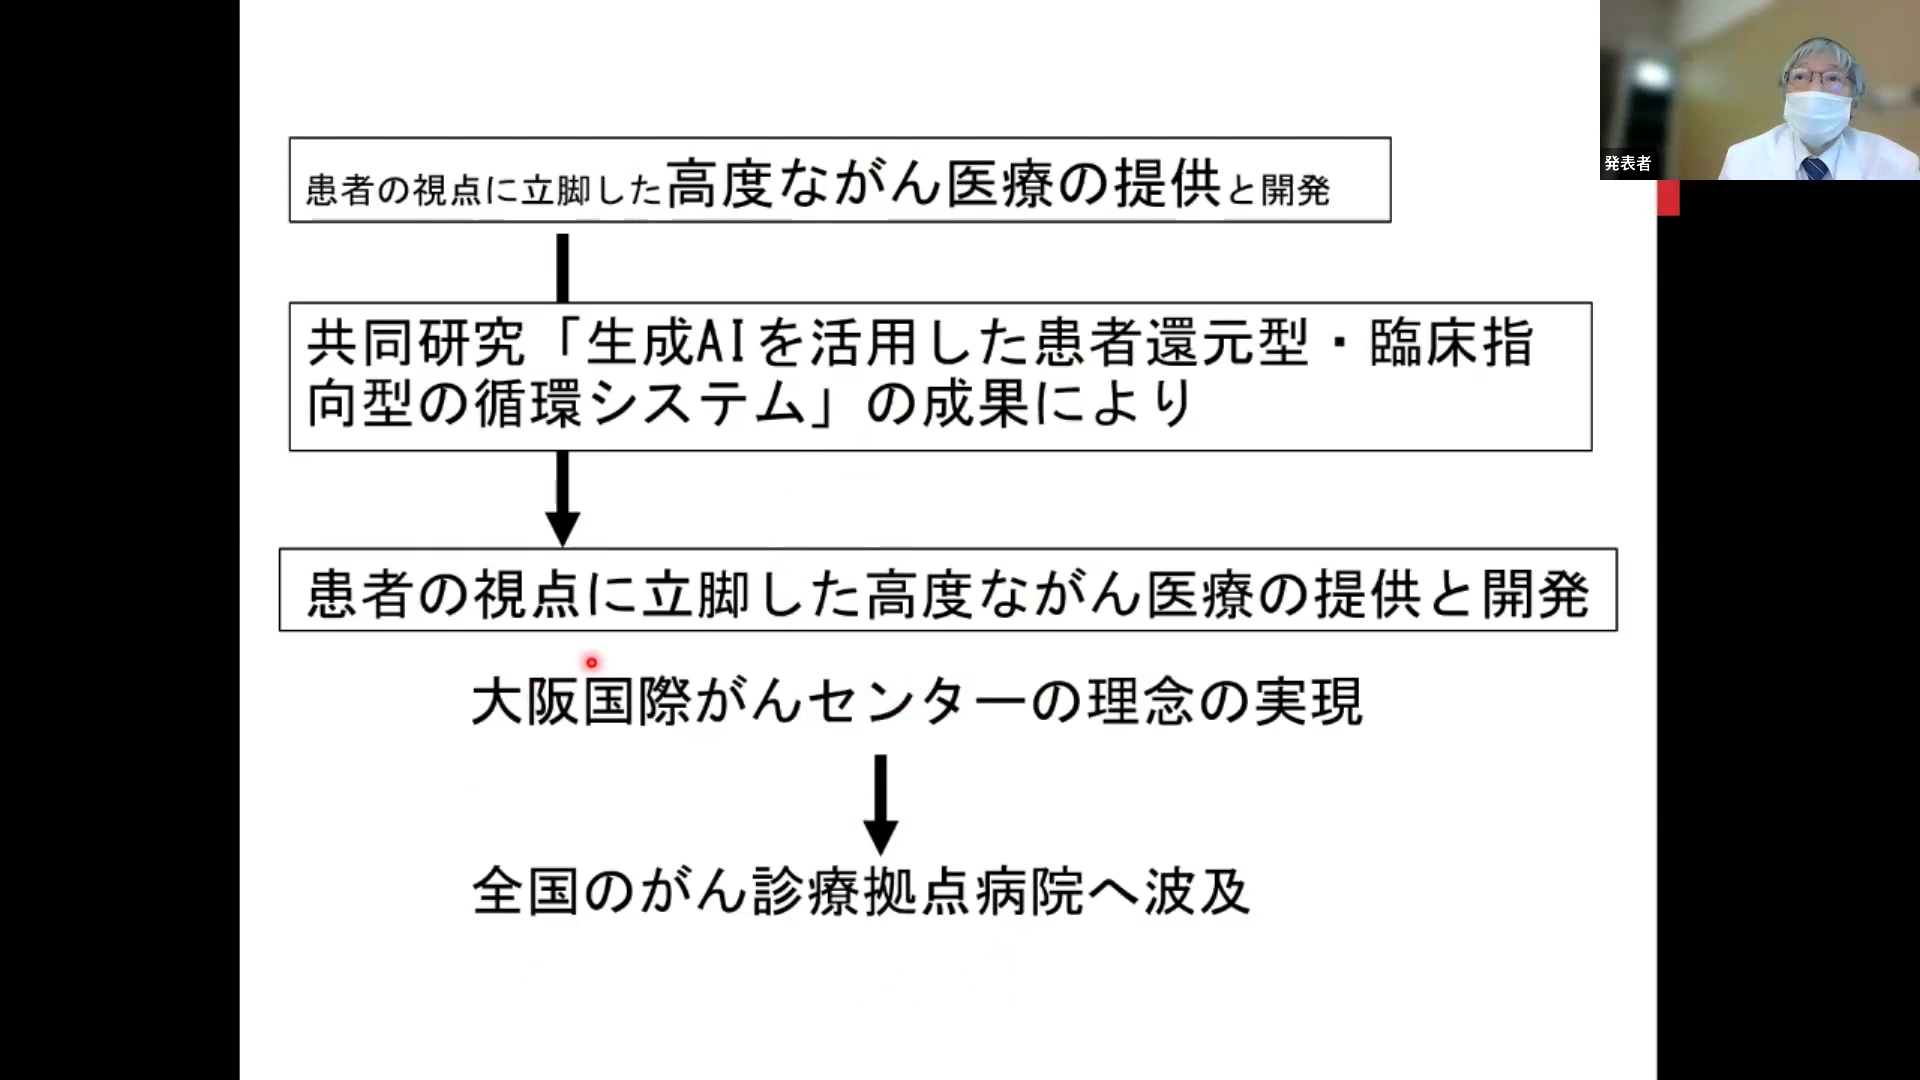 患者の視点に立脚した高度ながん医療の提供と開発
共同研究「生成AIを活用した患者還元型・臨床指
向型の循環システム」の成果により
患者の視点に立脚した高度ながん医療の提供と開発
大阪国際がんセンターの理念の実現
全国のがん診療拠点病院へ波及
発表者